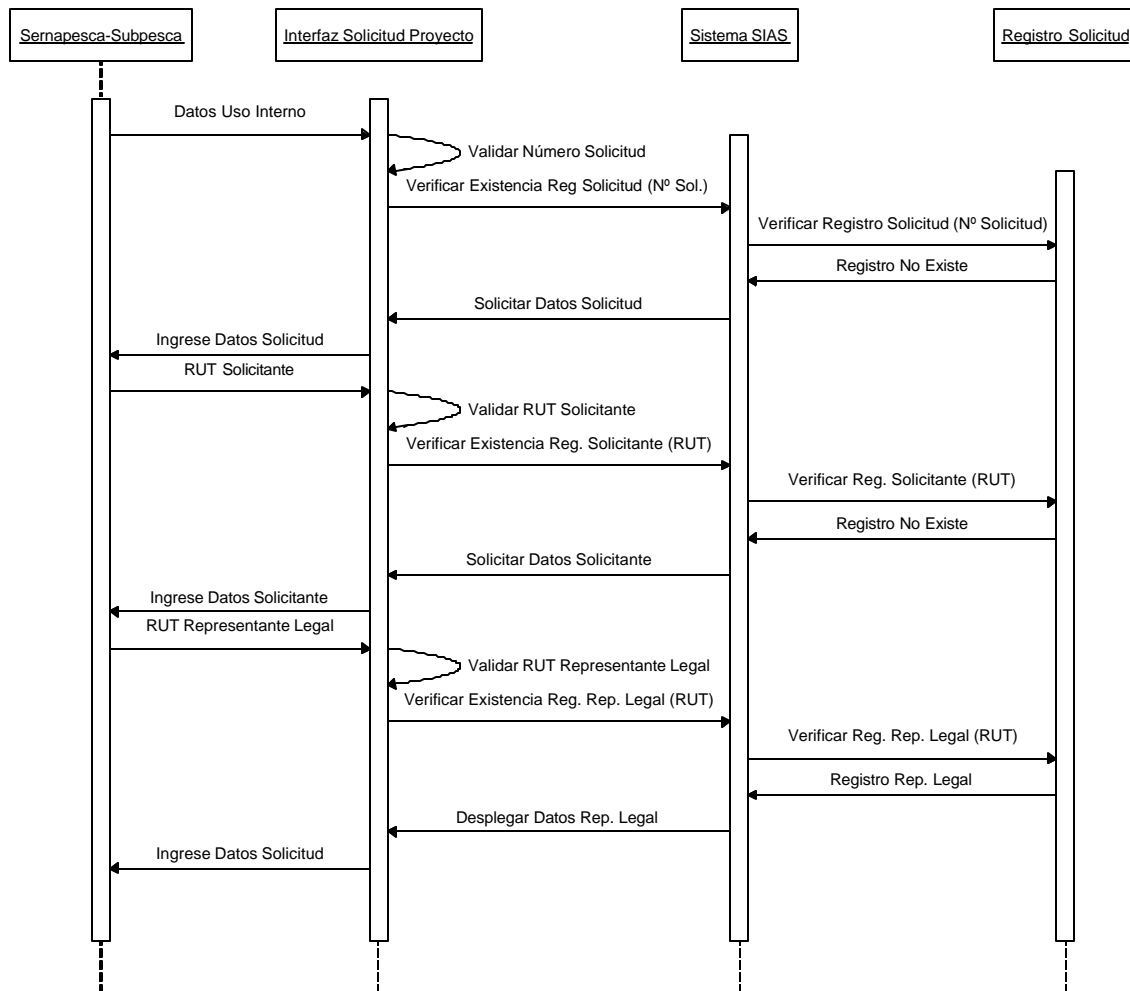 Sernapesca-Subpesca
Interfaz Solicitud Proyecto
Sistema SIAS
Registro Solicitud
Datos Uso Interno
Validar Número Solicitud
Verificar Existencia Reg Solicitud (Nº Sol.)
Verificar Registro Solicitud (Nº Solicitud)
Registro No Existe
Solicitar Datos Solicitud
Ingrese Datos Solicitud
RUT Solicitante
Validar RUT Solicitante
Verificar Existencia Reg. Solicitante (RUT)
Verificar Reg. Solicitante (RUT)
Registro No Existe
Solicitar Datos Solicitante
Ingrese Datos Solicitante
RUT Representante Legal
Validar RUT Representante Legal
Verificar Existencia Reg. Rep. Legal (RUT)
Verificar Reg. Rep. Legal (RUT)
Registro Rep. Legal
Desplegar Datos Rep. Legal
Ingrese Datos Solicitud